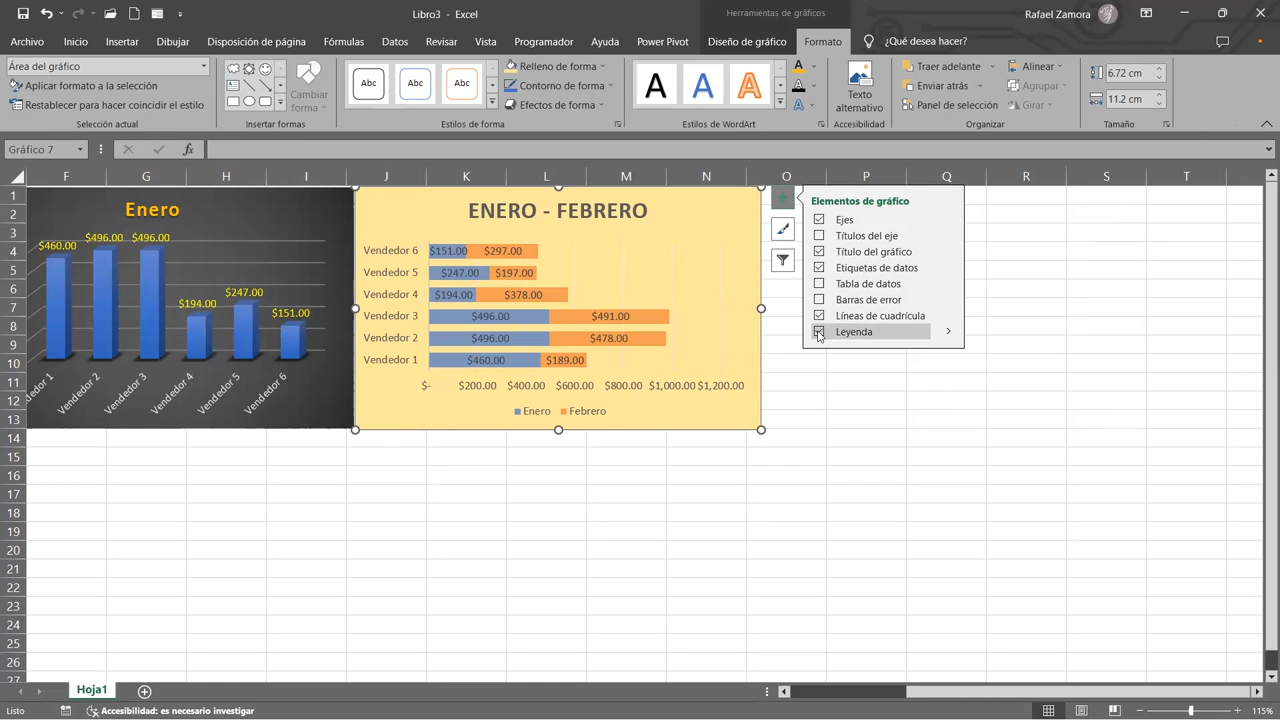 Libro3 - Excel
Herramientas de gráficos
Rafael Zamora
Archivo Inicio Insertar Dibujar Disposición de página Fórmulas Datos Revisar Vista Programador Ayuda Power Pivot Diseño de gráfico Formato ¿Qué desea hacer?
Área del gráfico
Aplicar formato a la selección
Restablecer para hacer coincidir el estilo
Selección actual
Cambiar
forma
Insertar formas
Abc Abc Abc
Relleno de forma
Contorno de forma
Efectos de forma
Estilos de forma
A A A
Estilos de WordArt
Texto
alternativo
Accesibilidad
Traer adelante
Enviar atrás
Panel de selección
Alinear
Agrupar
Girar
Organizar
6.72 cm
11.2 cm
Tamaño
Gráfico 7
fx
F G H I J K L M N O P Q R S T
1
2
3
4
5
6
7
8
9
10
11
12
13
14
15
16
17
18
19
20
21
22
23
24
25
26
27
Enero
$460.00 $496.00 $496.00 $194.00 $247.00 $151.00
dor 1 Vendedor 2 Vendedor 3 Vendedor 4 Vendedor 5 Vendedor 6
ENERO - FEBRERO
Vendedor 6 $151.00 $297.00
Vendedor 5 $247.00 $197.00
Vendedor 4 $194.00 $378.00
Vendedor 3 $496.00 $491.00
Vendedor 2 $496.00 $478.00
Vendedor 1 $460.00 $189.00
$- $200.00 $400.00 $600.00 $800.00 $1,000.00 $1,200.00
Enero Febrero
Elementos de gráfico
Ejes
Títulos del eje
Título del gráfico
Etiquetas de datos
Tabla de datos
Barras de error
Líneas de cuadrícula
Leyenda
Hoja1
Listo
Accesibilidad: es necesario investigar
115%